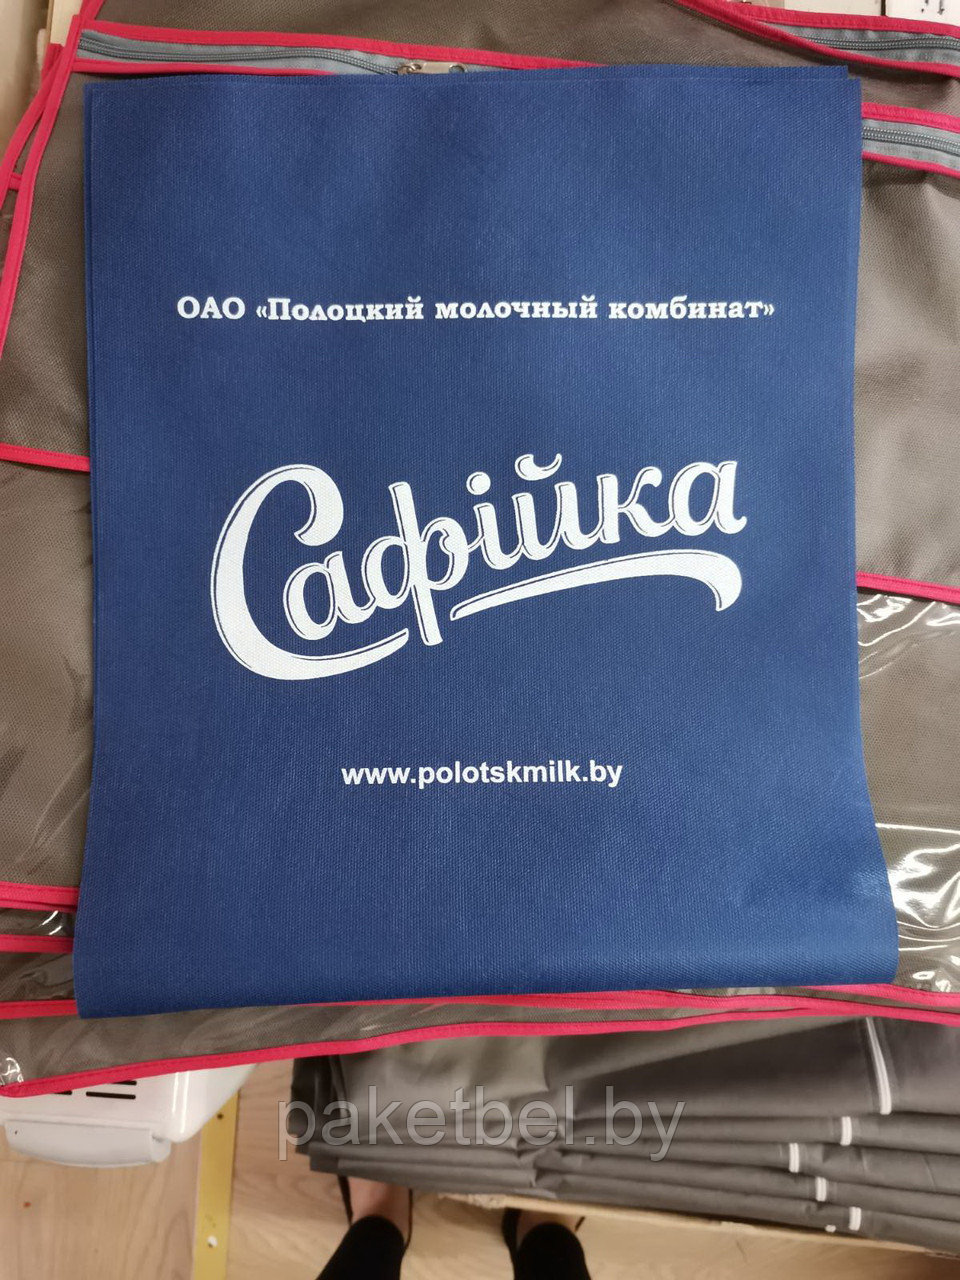 ОАО «Полоцкий молочный комбинат»
Сафійка
www.polotskmilk.by
paketbel.by